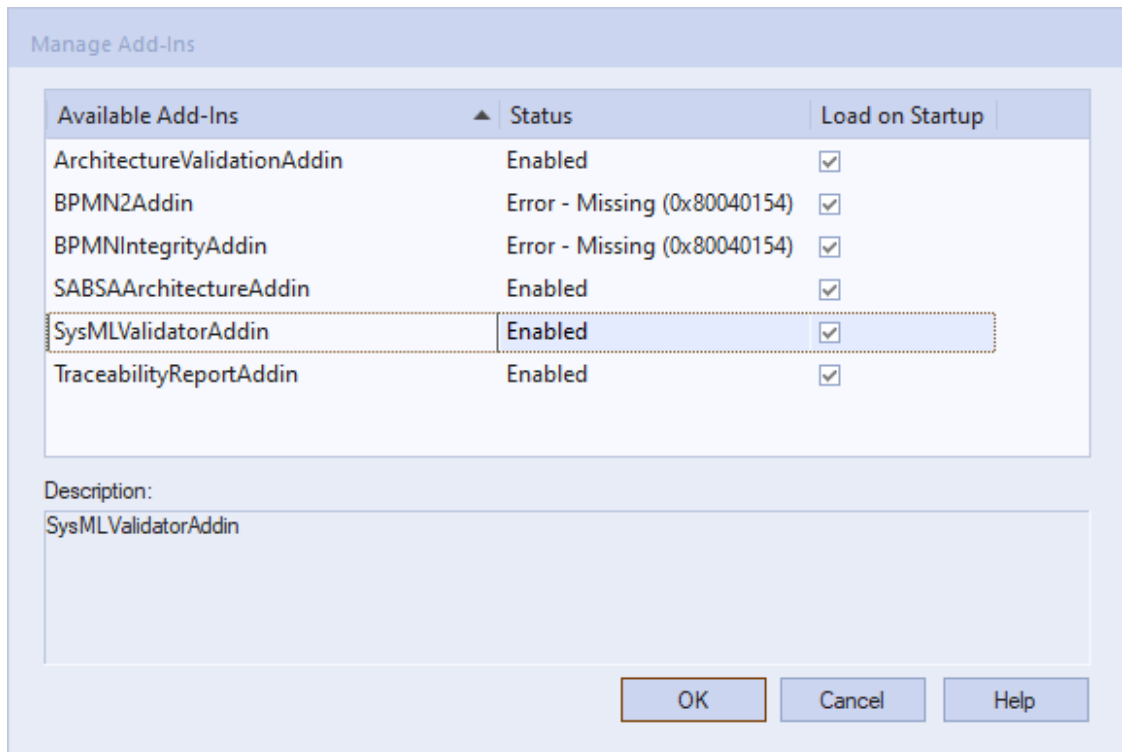 Manage Add-Ins
Available Add-Ins Status Load on Startup
ArchitectureValidationAddin Enabled
BPMN2Addin Error - Missing (0x80040154)
BPMNIntegrityAddin Error - Missing (0x80040154)
SABSAArchitectureAddin Enabled
SysMLValidatorAddin Enabled
TraceabilityReportAddin Enabled
Description:
SysMLValidatorAddin
OK Cancel Help